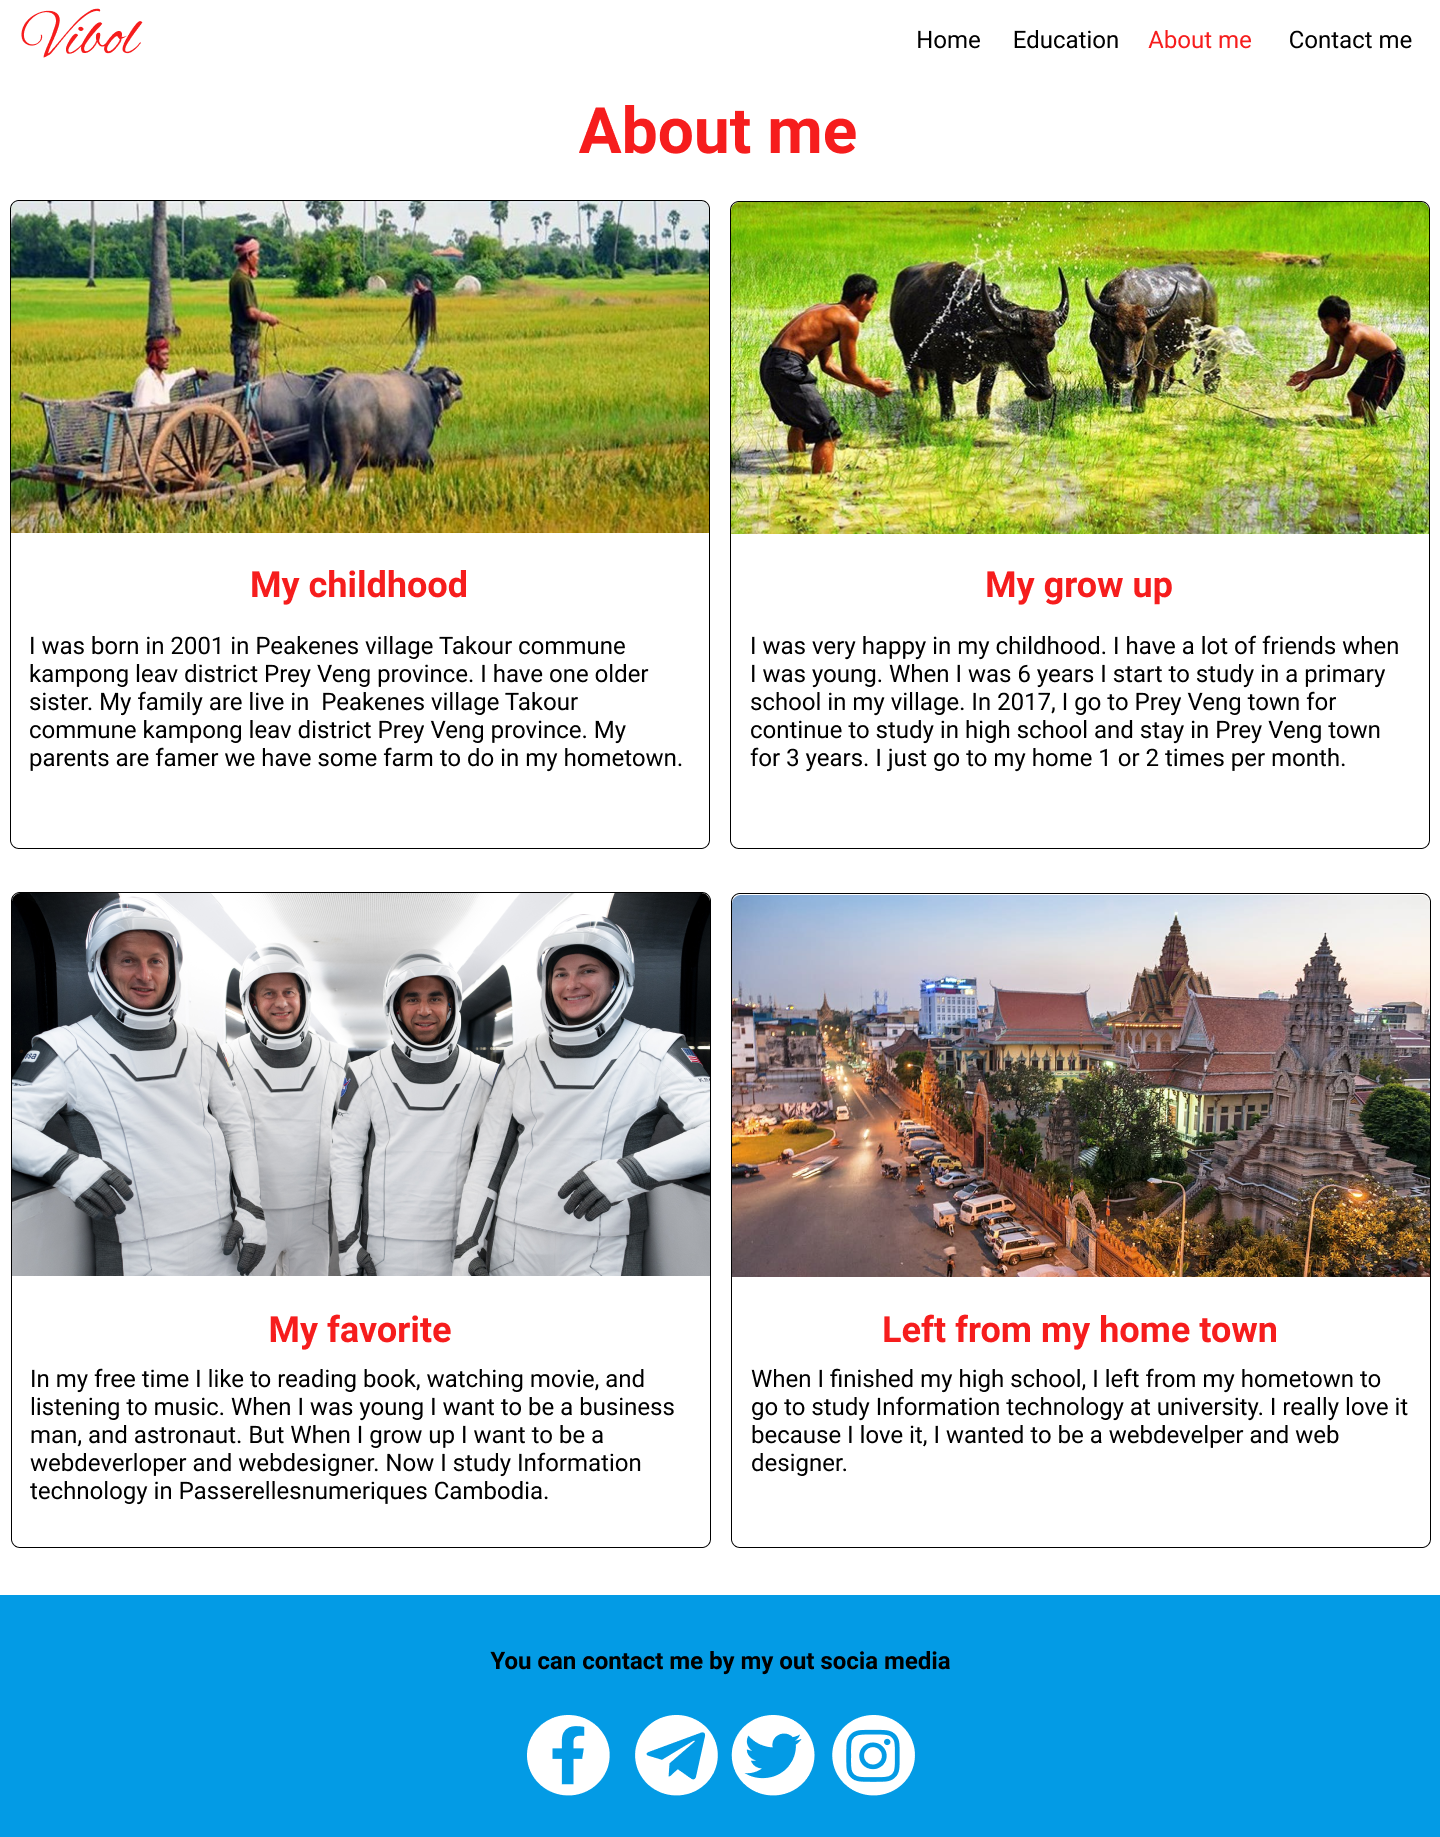 Vibol
Home Education About me Contact me
About me
My childhood
I was born in 2001 in Peakenes village Takour commune
kampong leav district Prey Veng province. I have one older
sister. My family are live in  Peakenes village Takour
commune kampong leav district Prey Veng province. My
parents are famer we have some farm to do in my hometown.
My grow up
I was very happy in my childhood. I have a lot of friends when
I was young. When I was 6 years I start to study in a primary
school in my village. In 2017, I go to Prey Veng town for
continue to study in high school and stay in Prey Veng town
for 3 years. I just go to my home 1 or 2 times per month.
My favorite
In my free time I like to reading book, watching movie, and
listening to music. When I was young I want to be a business
man, and astronaut. But When I grow up I want to be a
webdeverloper and webdesigner. Now I study Information
technology in Passerellesnumeriques Cambodia.
Left from my home town
When I finished my high school, I left from my hometown to
go to study Information technology at university. I really love it
because I love it, I wanted to be a webdevelper and web
designer.
You can contact me by my out socia media